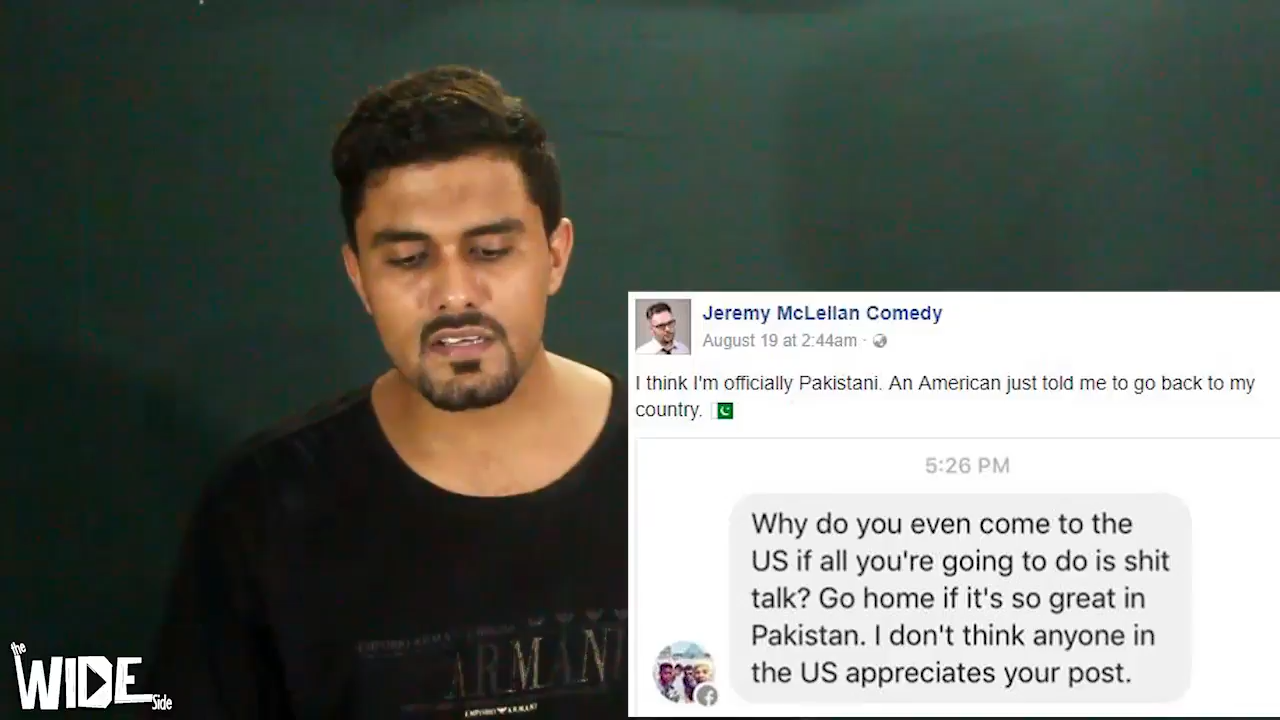 Jeremy McLellan Comedy
August 19 at 2:44am ·
I think I'm officially Pakistani. An American just told me to go back to my
country. 🇵🇰
5:26 PM
Why do you even come to the
US if all you're going to do is shit
talk? Go home if it's so great in
Pakistan. I don't think anyone in
the US appreciates your post.
ARMANI
EMPORIO ARMANI
the
WIDE
Side